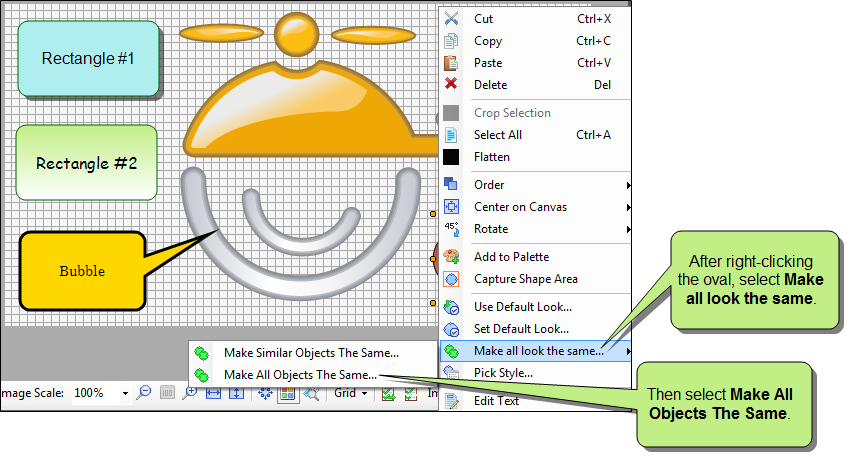 Rectangle #1
Rectangle #2
Bubble
Cut Ctrl+X
Copy Ctrl+C
Paste Ctrl+V
Delete Del
Crop Selection
Select All Ctrl+A
Flatten
Order
Center on Canvas
45°
Rotate
Add to Palette
Capture Shape Area
Use Default Look...
Set Default Look...
Make all look the same...
Pick Style...
Edit Text
Make Similar Objects The Same...
Make All Objects The Same...
mage Scale: 100% Grid
After right-clicking
the oval, select Make
all look the same.
Then select Make All
Objects The Same.